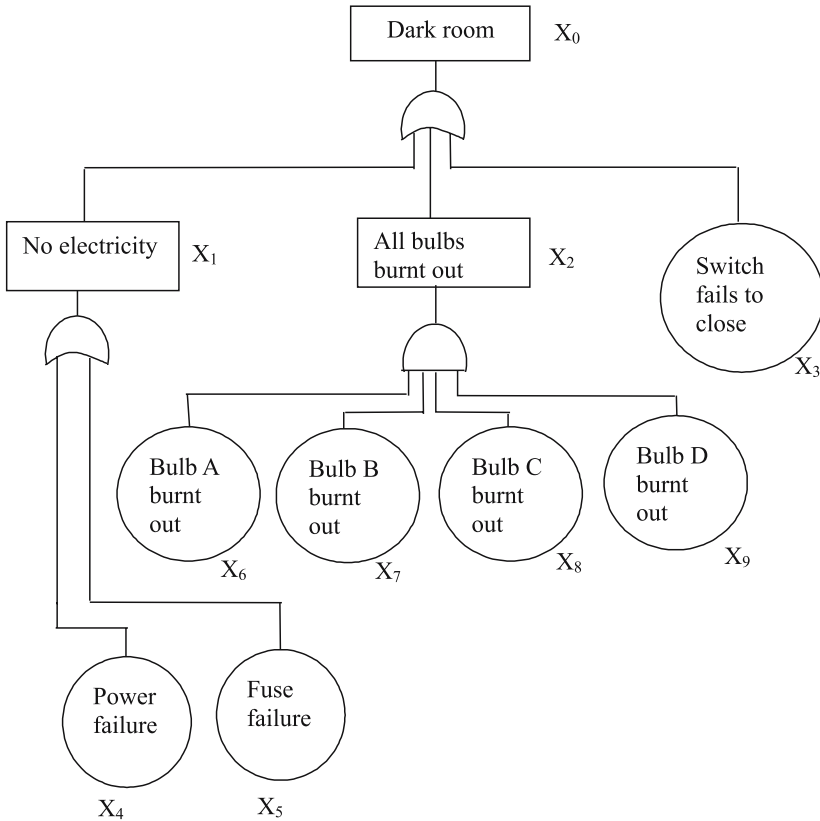 Dark room
X₀
No electricity
X₁
All bulbs
burnt out
X₂
Switch
fails to
close
X₃
Bulb A
burnt
out
X₆
Bulb B
burnt
out
X₇
Bulb C
burnt
out
X₈
Bulb D
burnt
out
X₉
Power
failure
X₄
Fuse
failure
X₅